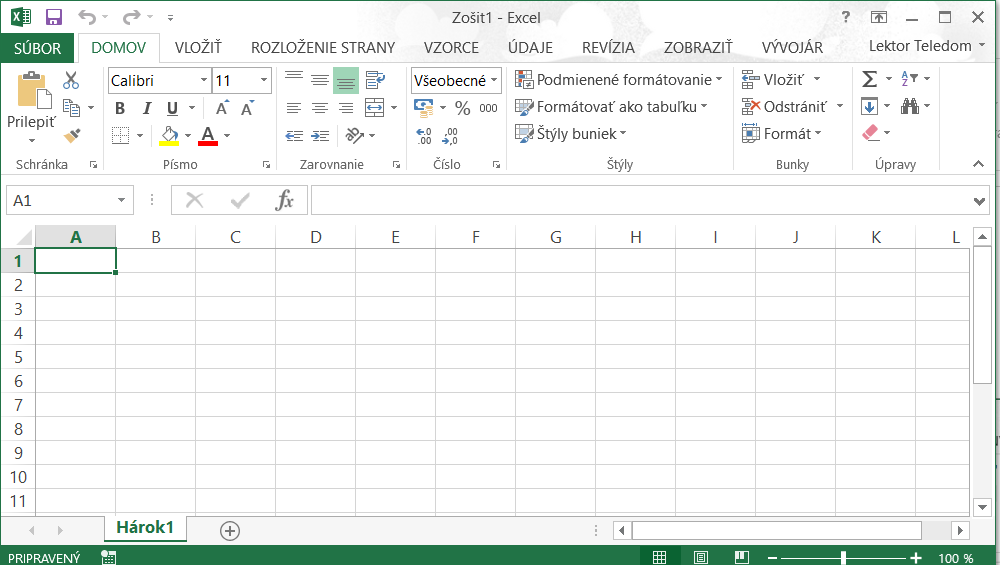 Zošit1 - Excel
?
SÚBOR DOMOV VLOŽIŤ ROZLOŽENIE STRANY VZORCE ÚDAJE REVÍZIA ZOBRAZIŤ VÝVOJÁR Lektor Teledom
Prilepiť
Schránka
Calibri 11
B I U A A
A
Písmo
Zarovnanie
Všeobecné
% 000
,0 ,00
,00 ,0
Číslo
Podmienené formátovanie
Formátovať ako tabuľku
Štýly buniek
Štýly
Vložiť
Odstrániť
Formát
Bunky
Σ A Z
Úpravy
A1 fx
A B C D E F G H I J K L
1
2
3
4
5
6
7
8
9
10
11
Hárok1
PRIPRAVENÝ 100 %